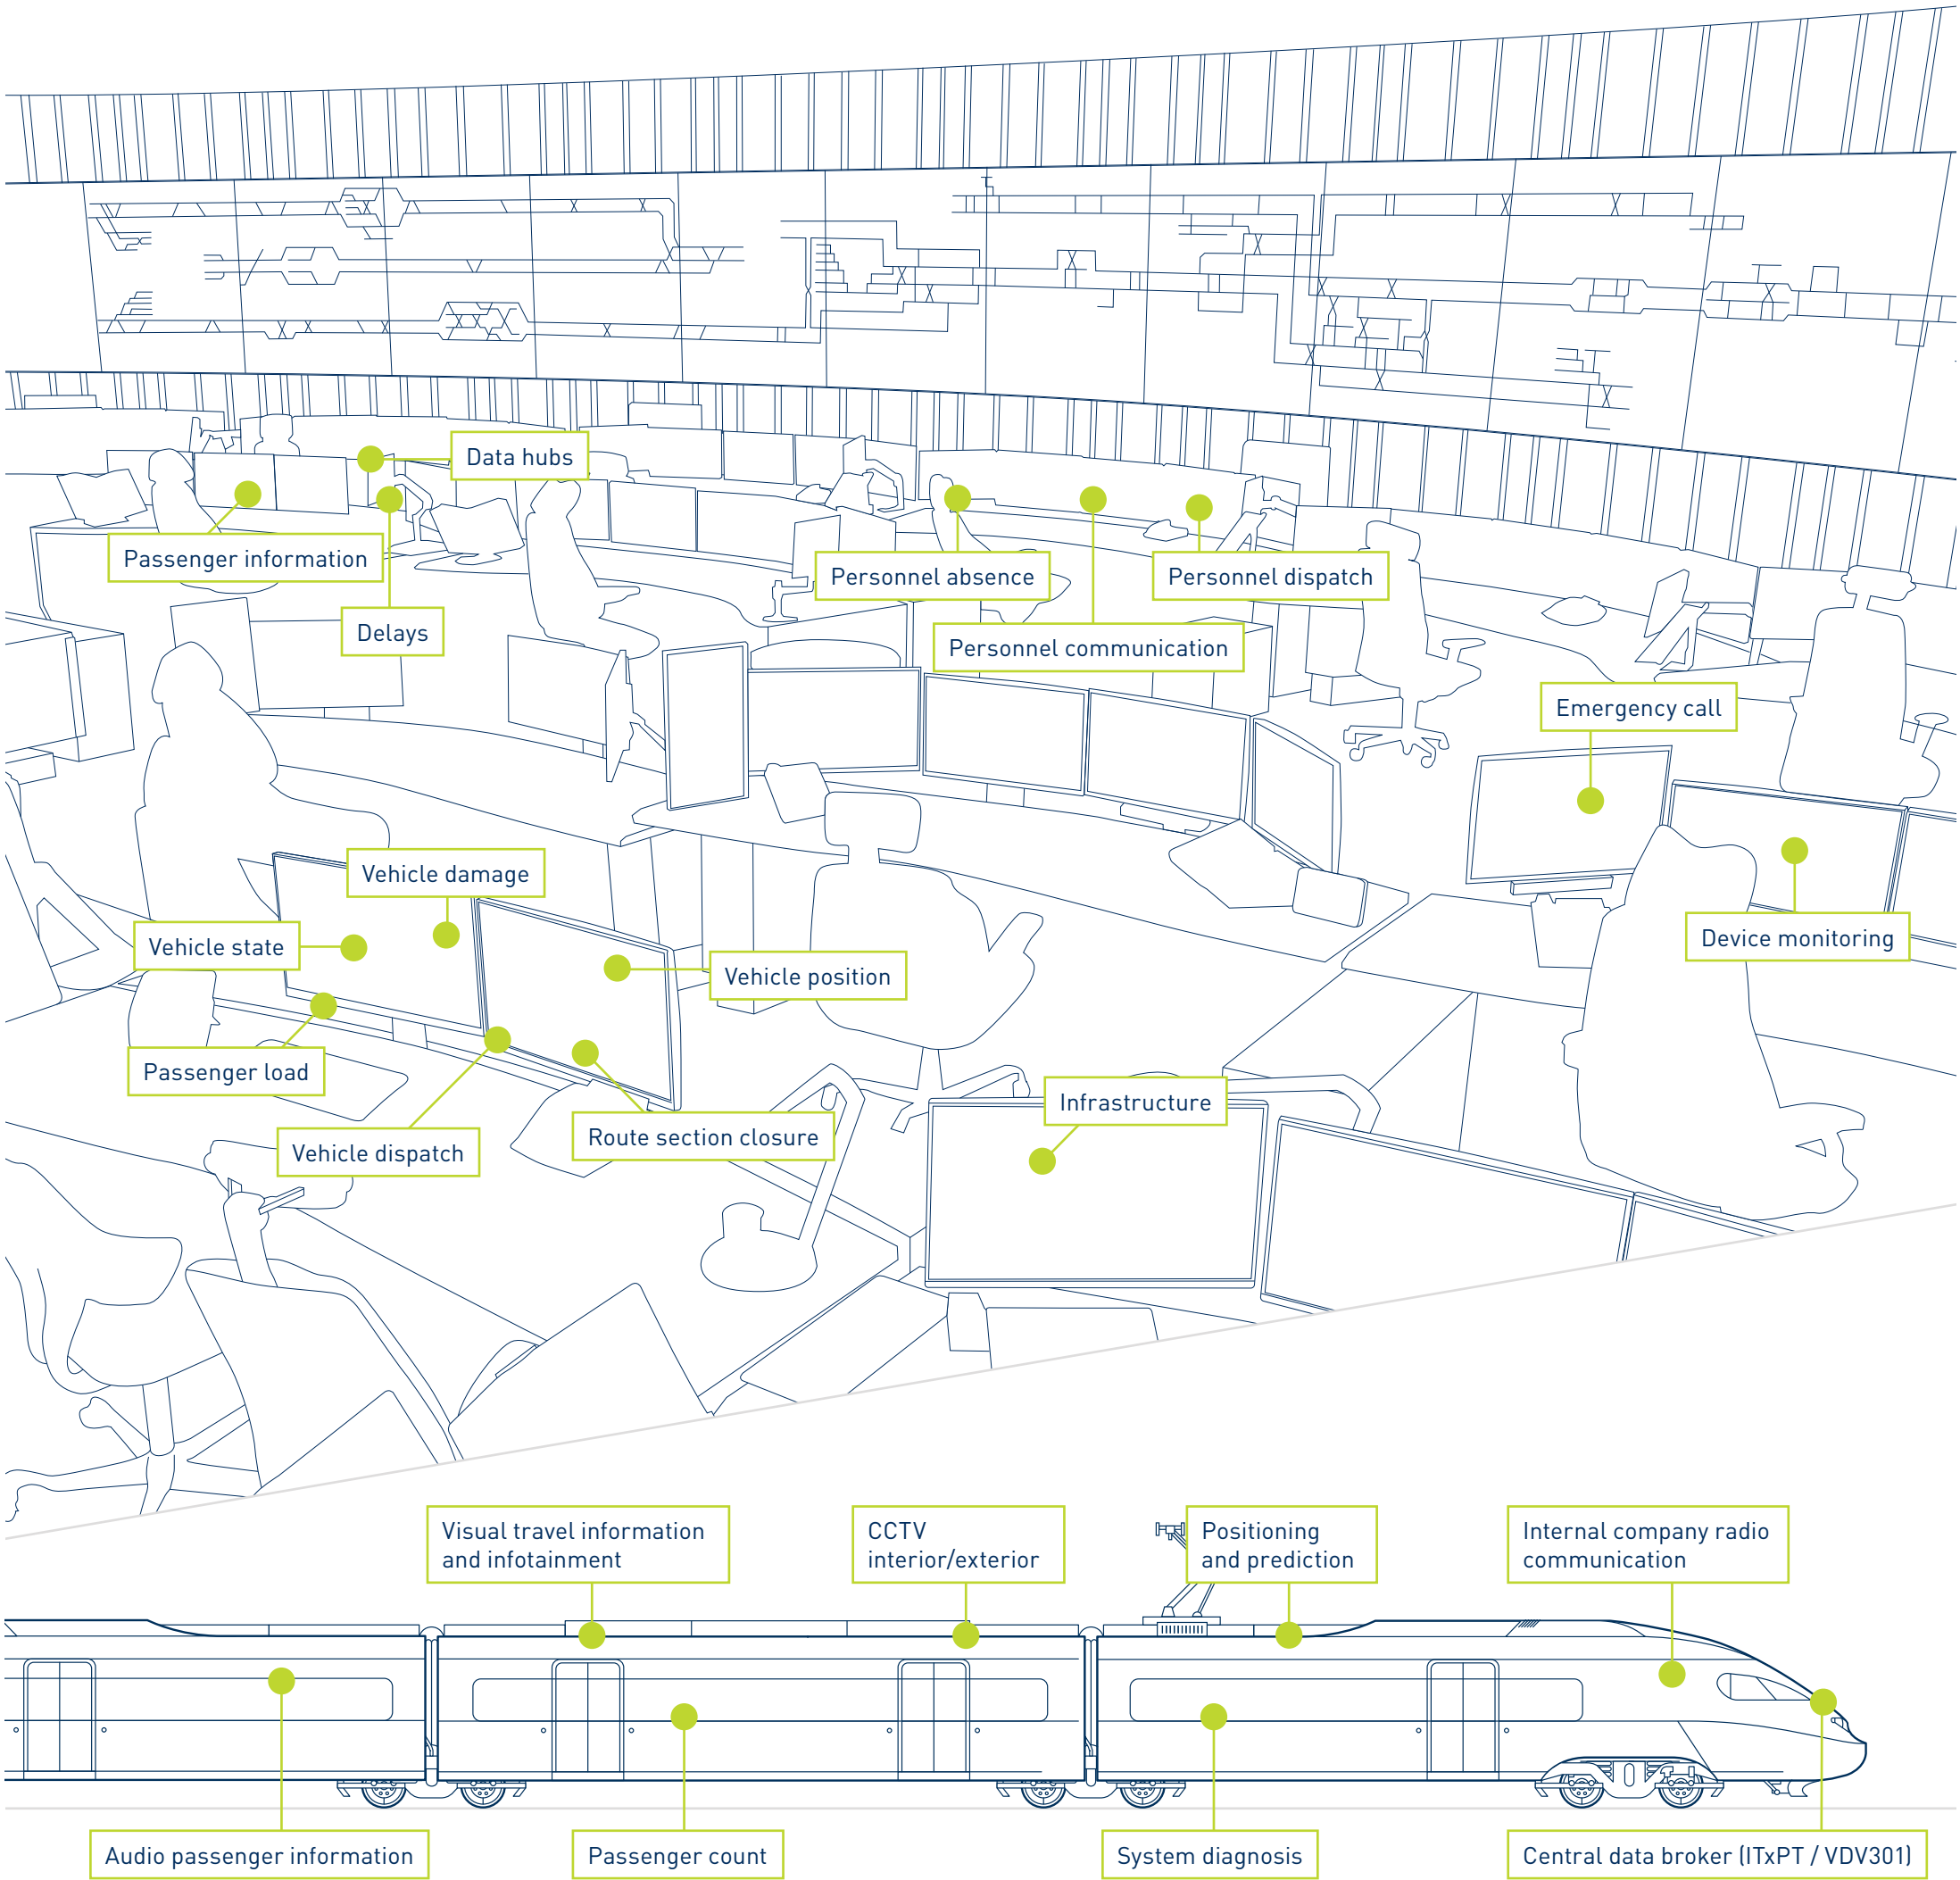 Data hubs
Passenger information
Personnel absence
Personnel dispatch
Delays
Personnel communication
Emergency call
Vehicle damage
Vehicle state
Device monitoring
Vehicle position
Passenger load
Infrastructure
Route section closure
Vehicle dispatch
Visual travel information
and infotainment
CCTV
interior/exterior
Positioning
and prediction
Internal company radio
communication
Audio passenger information
Passenger count
System diagnosis
Central data broker (ITxPT / VDV301)